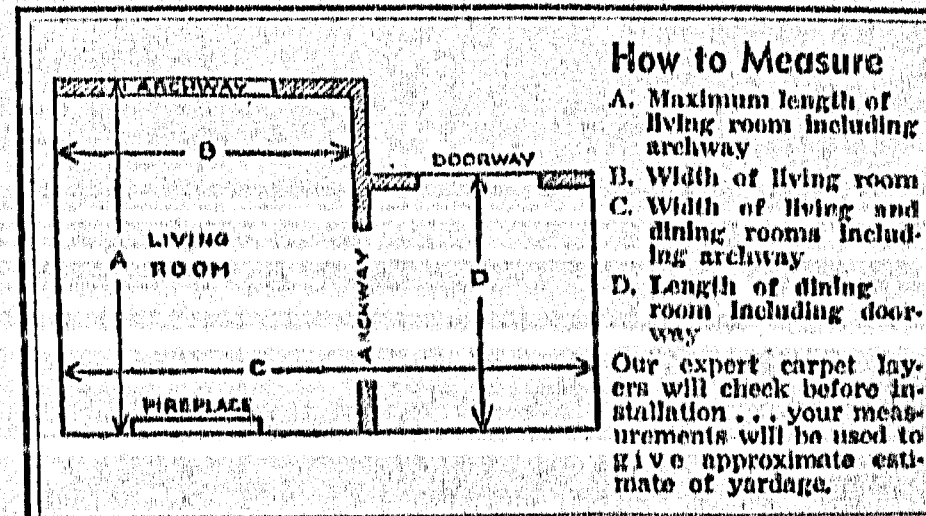 ARCHWAY
B
DOORWAY
LIVING
ROOM
A
ARCHWAY
D
C
FIREPLACE
How to Measure
A. Maximum length of
living room including
archway
B. Width of living room
C. Width of living and
dining rooms includ-
ing archway
D. Length of dining
room including door-
way
Our expert carpet lay-
ers will check before in-
stallation ... your meas-
urements will be used to
give approximate esti-
mate of yardage.